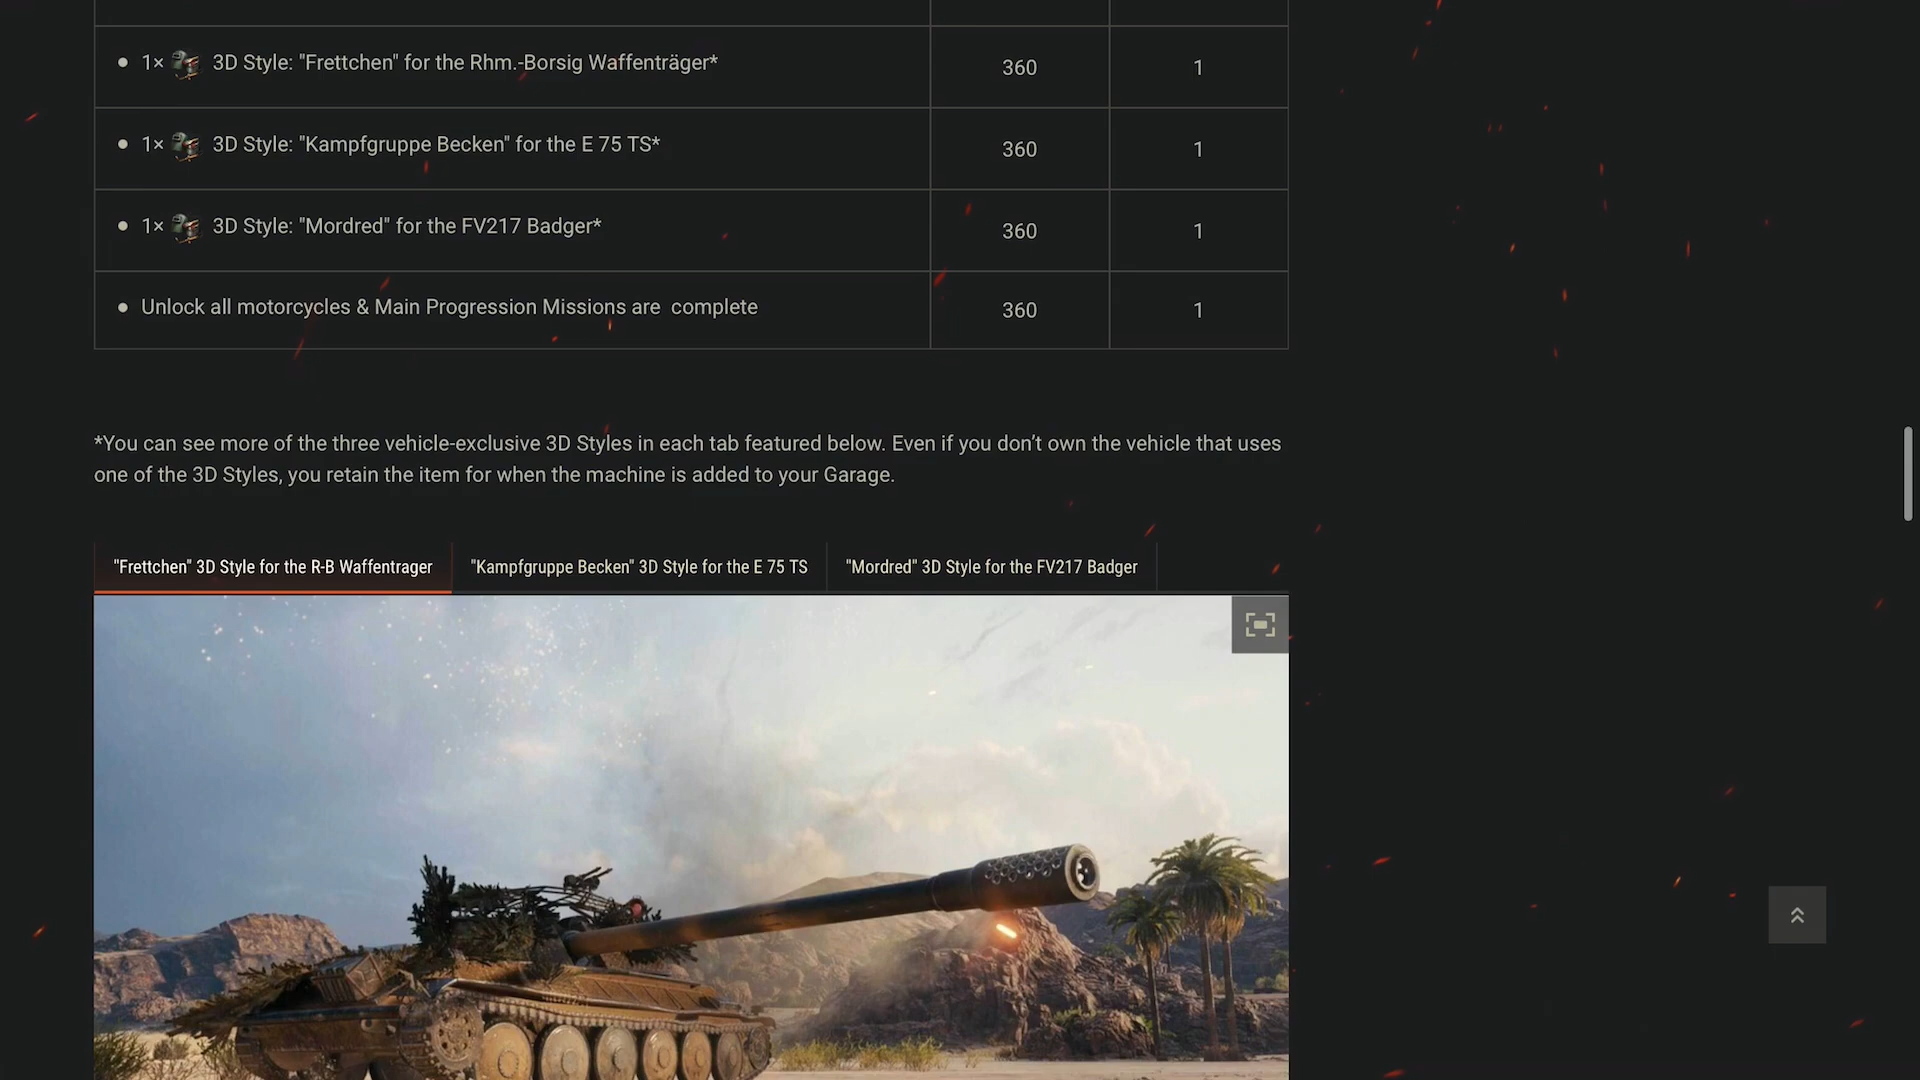 • 1× 3D Style: "Frettchen" for the Rhm.-Borsig Waffenträger* 360 1
• 1× 3D Style: "Kampfgruppe Becken" for the E 75 TS* 360 1
• 1× 3D Style: "Mordred" for the FV217 Badger* 360 1
• Unlock all motorcycles & Main Progression Missions are complete 360 1
*You can see more of the three vehicle-exclusive 3D Styles in each tab featured below. Even if you don’t own the vehicle that uses
one of the 3D Styles, you retain the item for when the machine is added to your Garage.
"Frettchen" 3D Style for the R-B Waffentrager "Kampfgruppe Becken" 3D Style for the E 75 TS "Mordred" 3D Style for the FV217 Badger